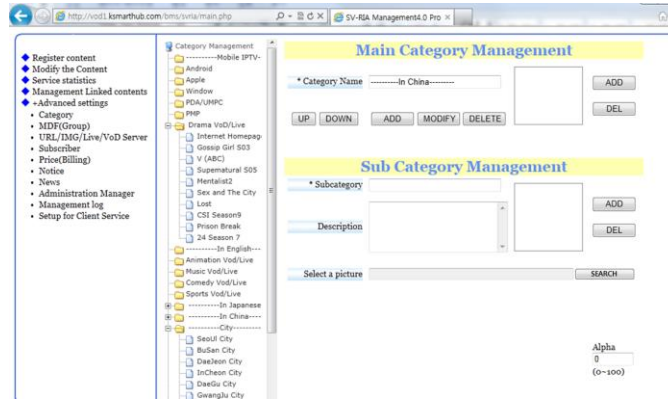 http://vod1.ksmarthub.com/bms/svria/main.php
SV-RIA Management4.0 Pro
Register content
Modify the Content
Service statistics
Management Linked contents
+Advanced settings
Category
MDF(Group)
URL/IMG/Live/VoD Server
Subscriber
Price(Billing)
Notice
News
Administration Manager
Management log
Setup for Client Service
Category Management
----------Mobile IPTV-
Android
Apple
Window
PDA/UMPC
PMP
Drama VoD/Live
Internet Homepag
Gossip Girl S03
V (ABC)
Supernatural S05
Mentalist2
Sex and The City
Lost
CSI Season9
Prison Break
24 Season 7
----------In English---
Animation Vod/Live
Music Vod/Live
Comedy Vod/Live
Sports Vod/Live
----------In Japanese
----------In China----
----------City---------
Seoul City
BuSan City
DaeJeon City
InCheon City
DaeGu City
GwangJu City
Main Category Management
* Category Name ----------In China---------
ADD
DEL
UP DOWN ADD MODIFY DELETE
Sub Category Management
* Subcategory
ADD
Description
DEL
Select a picture SEARCH
Alpha
0
(0~100)